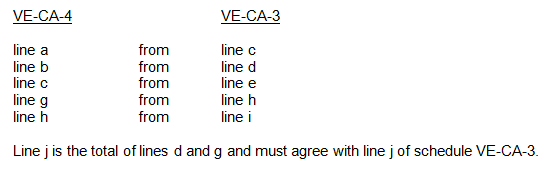 VE-CA-4 VE-CA-3
line a from line c
line b from line d
line c from line e
line g from line h
line h from line i
Line j is the total of lines d and g and must agree with line j of schedule VE-CA-3.